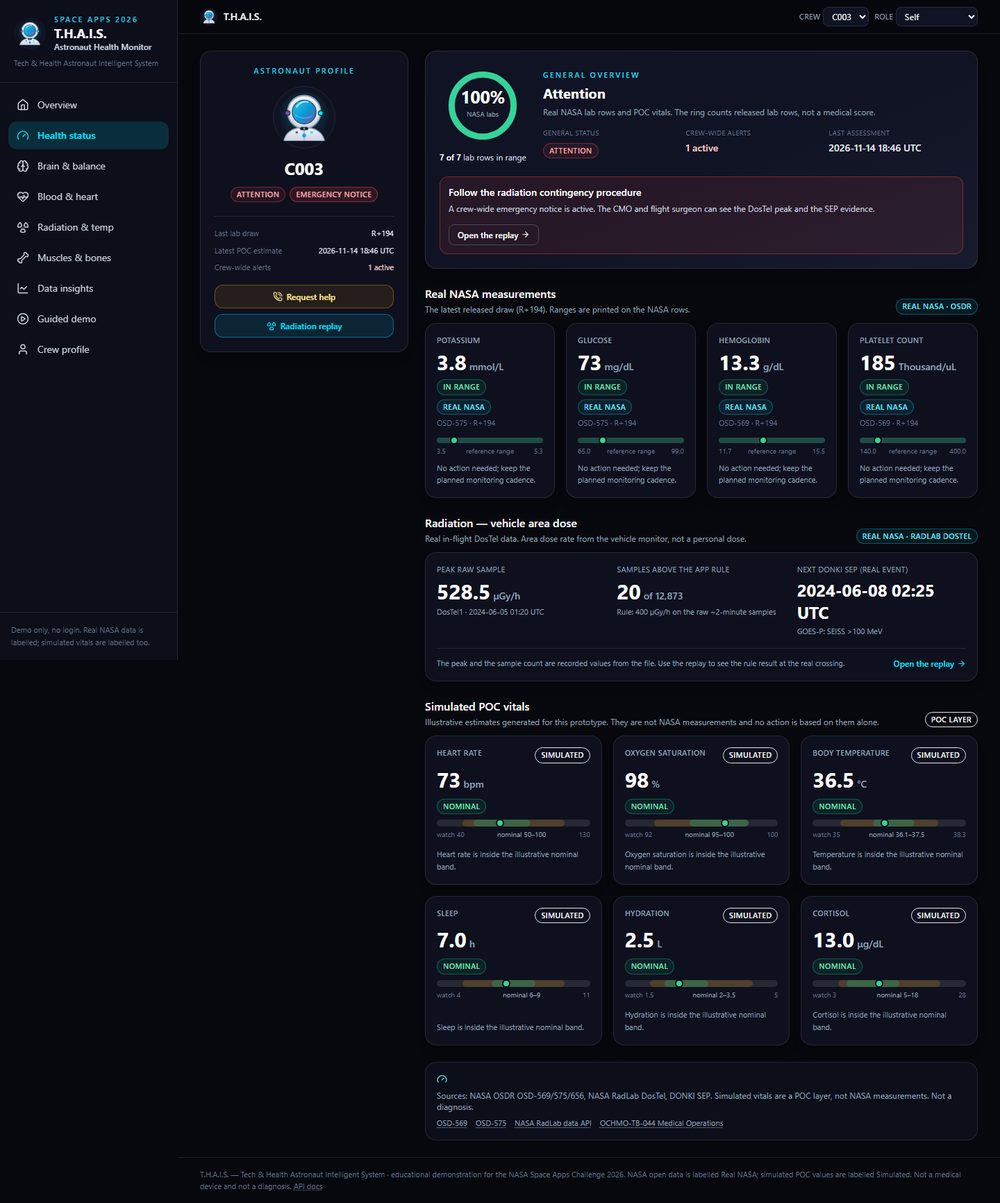 SPACE APPS 2026
T.H.A.I.S.
Astronaut Health Monitor
Tech & Health Astronaut Intelligent System
Overview
Health status
Brain & balance
Blood & heart
Radiation & temp
Muscles & bones
Data insights
Guided demo
Crew profile
Demo only, no login. Real NASA data is
labelled; simulated vitals are labelled too.
T.H.A.I.S.
CREW C003 ROLE Self
ASTRONAUT PROFILE
C003
ATTENTION EMERGENCY NOTICE
Last lab draw R+194
Latest POC estimate 2026-11-14 18:46 UTC
Crew-wide alerts 1 active
Request help
Radiation replay
100%
NASA labs
7 of 7 lab rows in range
GENERAL OVERVIEW
Attention
Real NASA lab rows and POC vitals. The ring counts released lab rows, not a medical score.
GENERAL STATUS CREW-WIDE ALERTS LAST ASSESSMENT
ATTENTION 1 active 2026-11-14 18:46 UTC
Follow the radiation contingency procedure
A crew-wide emergency notice is active. The CMO and flight surgeon can see the DosTel peak and the SEP evidence.
Open the replay →
Real NASA measurements
The latest released draw (R+194). Ranges are printed on the NASA rows.
REAL NASA · OSDR
POTASSIUM
3.8 mmol/L
IN RANGE
REAL NASA
OSD-575 · R+194
3.5 reference range 5.3
No action needed; keep the
planned monitoring cadence.
GLUCOSE
73 mg/dL
IN RANGE
REAL NASA
OSD-575 · R+194
65.0 reference range 99.0
No action needed; keep the
planned monitoring cadence.
HEMOGLOBIN
13.3 g/dL
IN RANGE
REAL NASA
OSD-569 · R+194
11.7 reference range 15.5
No action needed; keep the
planned monitoring cadence.
PLATELET COUNT
185 Thousand/uL
IN RANGE
REAL NASA
OSD-569 · R+194
140.0 reference range 400.0
No action needed; keep the
planned monitoring cadence.
Radiation — vehicle area dose
Real in-flight DosTel data. Area dose rate from the vehicle monitor, not a personal dose.
REAL NASA · RADLAB DOSTEL
PEAK RAW SAMPLE
528.5 μGy/h
DosTel1 · 2024-06-05 01:20 UTC
SAMPLES ABOVE THE APP RULE
20 of 12,873
Rule: 400 μGy/h on the raw ~2-minute samples
NEXT DONKI SEP (REAL EVENT)
2024-06-08 02:25
UTC
GOES-P: SEISS >100 MeV
The peak and the sample count are recorded values from the file. Use the replay to see the rule result at the real crossing.
Open the replay →
Simulated POC vitals
Illustrative estimates generated for this prototype. They are not NASA measurements and no action is based on them alone.
POC LAYER
HEART RATE SIMULATED
73 bpm
NOMINAL
watch 40 nominal 50–100 130
Heart rate is inside the illustrative nominal
band.
OXYGEN SATURATION SIMULATED
98 %
NOMINAL
watch 92 nominal 95–100 100
Oxygen saturation is inside the illustrative
nominal band.
BODY TEMPERATURE SIMULATED
36.5 °C
NOMINAL
watch 35 nominal 36.1–37.5 38.3
Temperature is inside the illustrative nominal
band.
SLEEP SIMULATED
7.0 h
NOMINAL
watch 4 nominal 6–9 11
Sleep is inside the illustrative nominal band.
HYDRATION SIMULATED
2.5 L
NOMINAL
watch 1.5 nominal 2–3.5 5
Hydration is inside the illustrative nominal
band.
CORTISOL SIMULATED
13.0 μg/dL
NOMINAL
watch 3 nominal 5–18 28
Cortisol is inside the illustrative nominal
band.
Sources: NASA OSDR OSD-569/575/656, NASA RadLab DosTel, DONKI SEP. Simulated vitals are a POC layer, not NASA measurements. Not a
diagnosis.
OSD-569 OSD-575 NASA RadLab data API OCHMO-TB-044 Medical Operations
T.H.A.I.S. — Tech & Health Astronaut Intelligent System · educational demonstration for the NASA Space Apps Challenge 2026. NASA open data is labelled Real NASA; simulated POC values are labelled Simulated. Not a medical
device and not a diagnosis. API docs